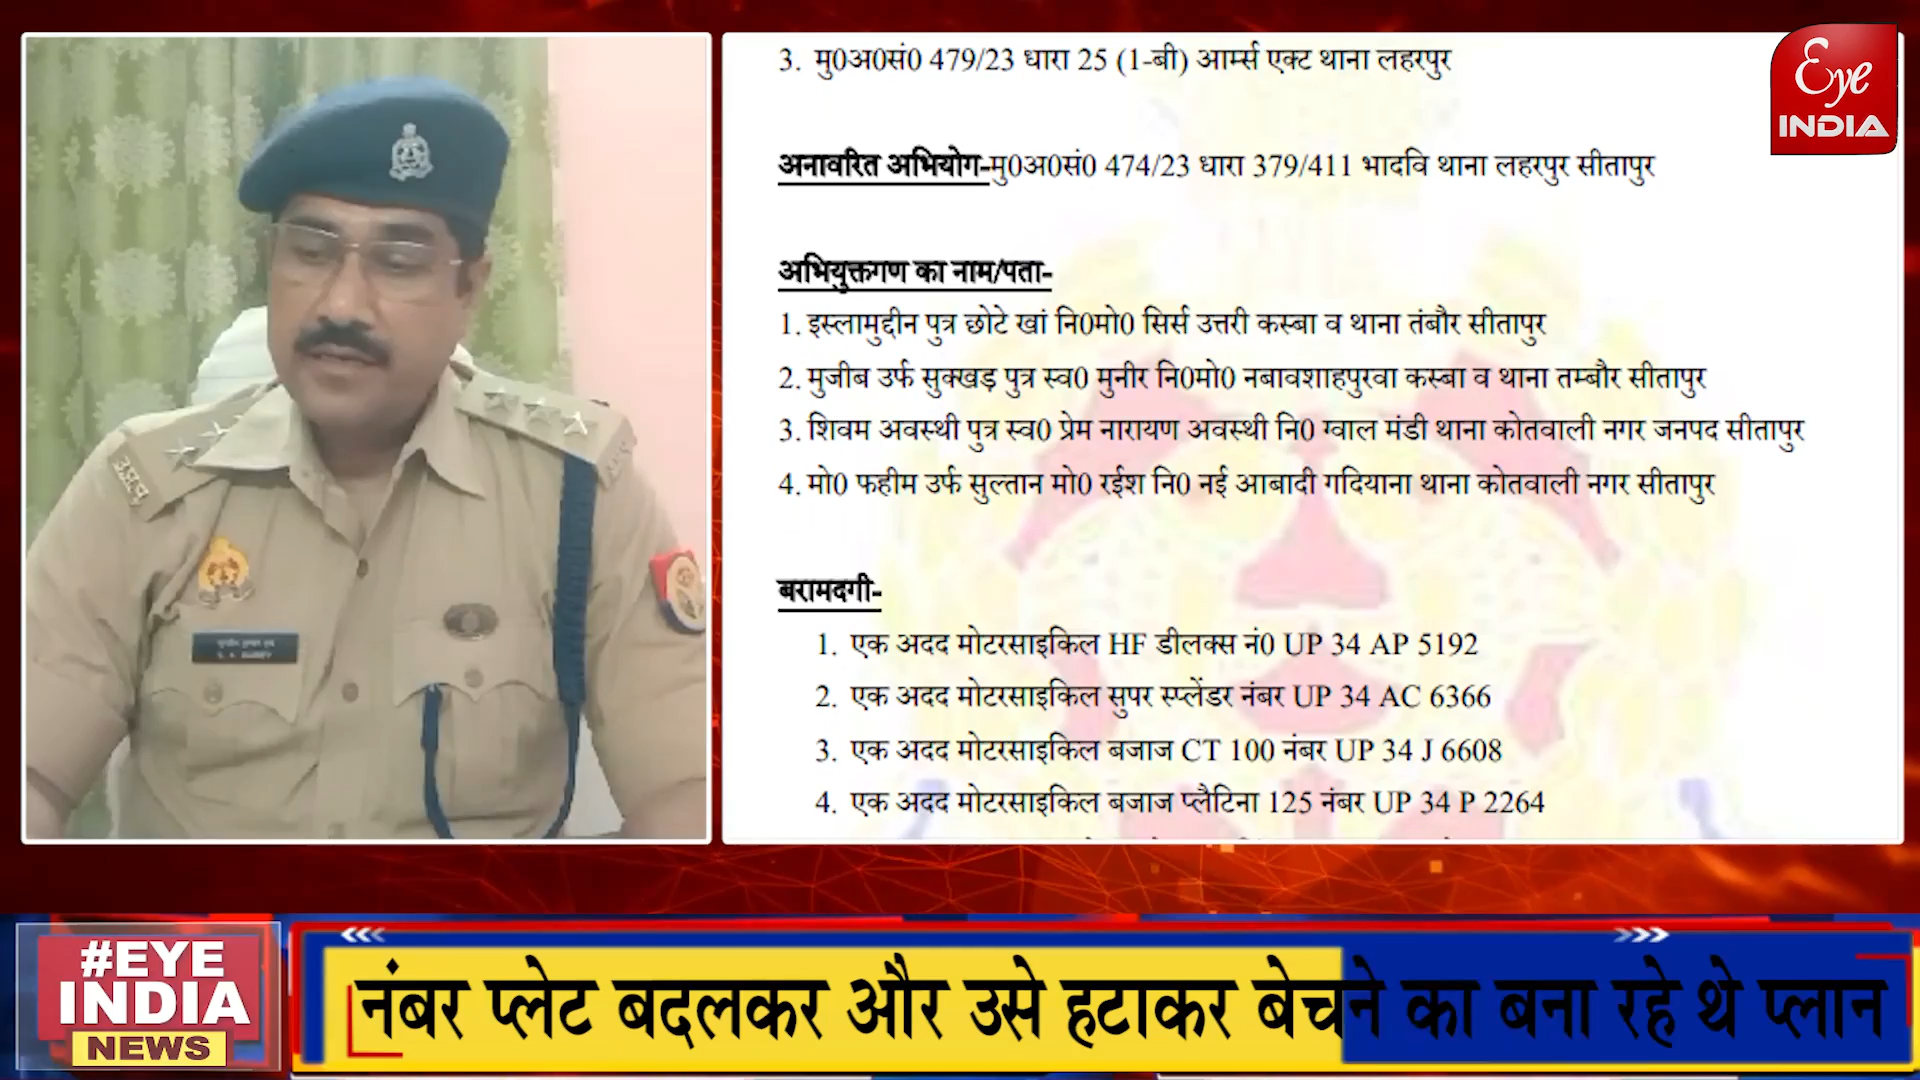 3. मु0अ0सं0 479/23 धारा 25 (1-बी) आर्म्स एक्ट थाना लहरपुर
अनावरित अभियोग-मु0अ0सं0 474/23 धारा 379/411 भादवि थाना लहरपुर सीतापुर
अभियुक्तगण का नाम/पता-
1. इस्लामुद्दीन पुत्र छोटे खां नि0मो0 सिर्स उत्तरी कस्बा व थाना तंबौर सीतापुर
2. मुजीब उर्फ सुक्खड़ पुत्र स्व0 मुनीर नि0मो0 नबावशाहपुरवा कस्बा व थाना तम्बौर सीतापुर
3. शिवम अवस्थी पुत्र स्व0 प्रेम नारायण अवस्थी नि0 ग्वाल मंडी थाना कोतवाली नगर जनपद सीतापुर
4. मो0 फहीम उर्फ सुल्तान मो0 रईश नि0 नई आबादी गदियाना थाना कोतवाली नगर सीतापुर
बरामदगी-
1. एक अदद मोटरसाइकिल HF डीलक्स नं0 UP 34 AP 5192
2. एक अदद मोटरसाइकिल सुपर स्प्लेंडर नंबर UP 34 AC 6366
3. एक अदद मोटरसाइकिल बजाज CT 100 नंबर UP 34 J 6608
4. एक अदद मोटरसाइकिल बजाज प्लैटिना 125 नंबर UP 34 P 2264
Eye
INDIA
#EYE
INDIA
NEWS
नंबर प्लेट बदलकर और उसे हटाकर बेचने का बना रहे थे प्लान